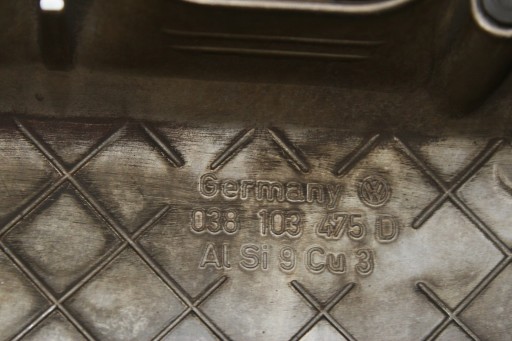 Germany
038 103 475 D
Al Si 9 Cu 3